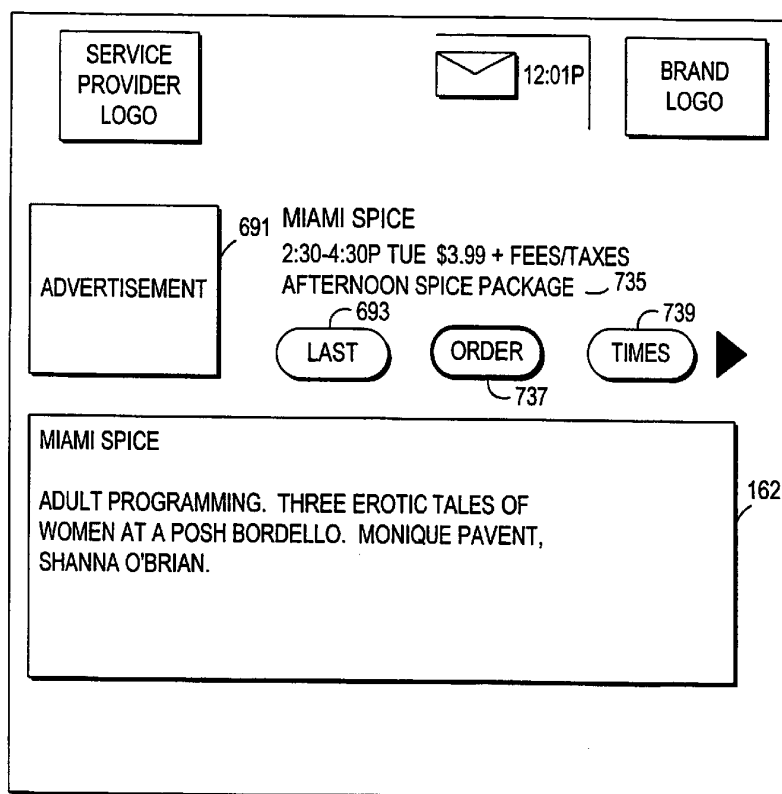 SERVICE
PROVIDER
LOGO
12:01P
BRAND
LOGO
ADVERTISEMENT
691
MIAMI SPICE
2:30-4:30P TUE $3.99 + FEES/TAXES
AFTERNOON SPICE PACKAGE 735
693
739
LAST
ORDER
TIMES
737
MIAMI SPICE
ADULT PROGRAMMING. THREE EROTIC TALES OF
WOMEN AT A POSH BORDELLO. MONIQUE PAVENT,
SHANNA O'BRIAN.
162